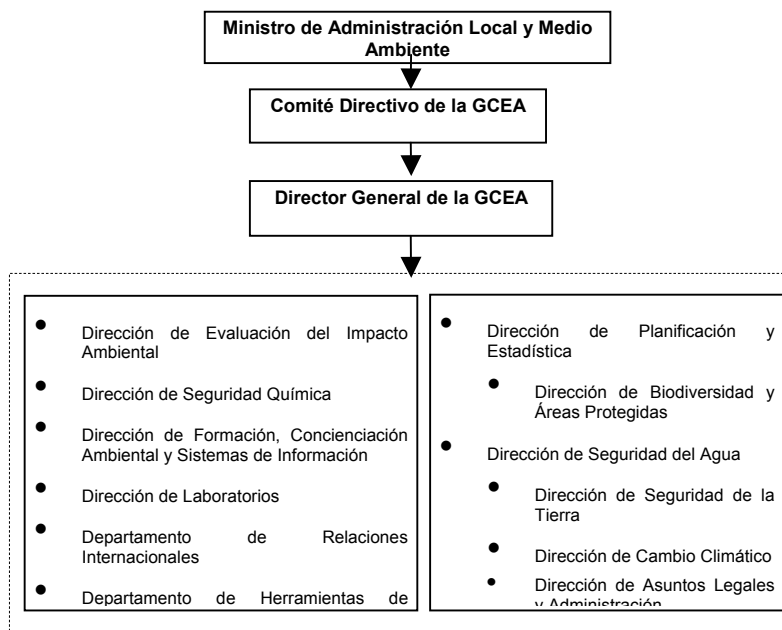 Ministro de Administración Local y Medio
Ambiente
Comité Directivo de la GCEA
Director General de la GCEA
• Dirección de Evaluación del Impacto
Ambiental
• Dirección de Seguridad Química
• Dirección de Formación, Concienciación
Ambiental y Sistemas de Información
• Dirección de Laboratorios
• Departamento de Relaciones
Internacionales
• Departamento de Herramientas de
• Dirección de Planificación y
Estadística
• Dirección de Biodiversidad y
Áreas Protegidas
• Dirección de Seguridad del Agua
• Dirección de Seguridad de la
Tierra
• Dirección de Cambio Climático
• Dirección de Asuntos Legales
y Administración